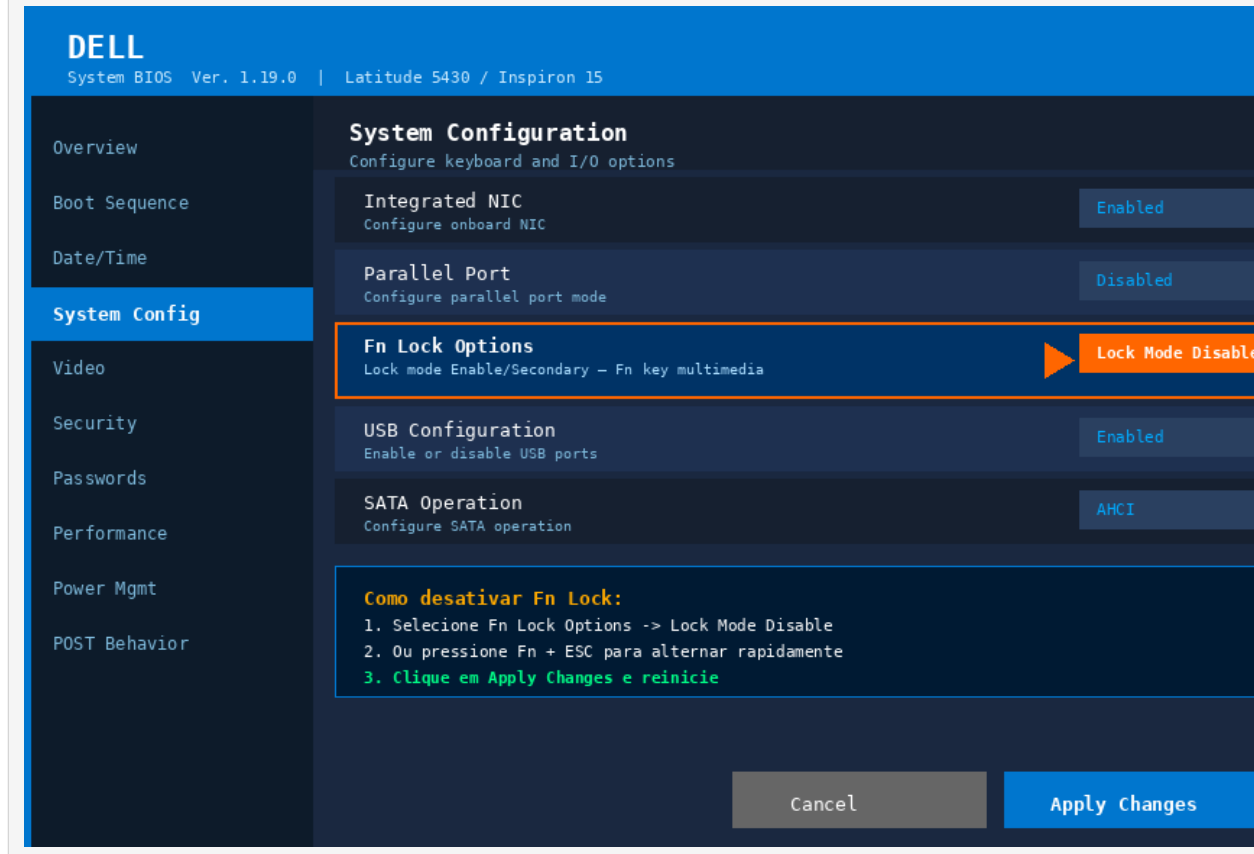 DELL
System BIOS Ver. 1.19.0 | Latitude 5430 / Inspiron 15
Overview
Boot Sequence
Date/Time
System Config
Video
Security
Passwords
Performance
Power Mgmt
POST Behavior
System Configuration
Configure keyboard and I/O options
Integrated NIC
Configure onboard NIC
Enabled
Parallel Port
Configure parallel port mode
Disabled
Fn Lock Options
Lock mode Enable/Secondary — Fn key multimedia
Lock Mode Disable
USB Configuration
Enable or disable USB ports
Enabled
SATA Operation
Configure SATA operation
AHCI
Como desativar Fn Lock:
1. Selecione Fn Lock Options -> Lock Mode Disable
2. Ou pressione Fn + ESC para alternar rapidamente
3. Clique em Apply Changes e reinicie
Cancel
Apply Changes